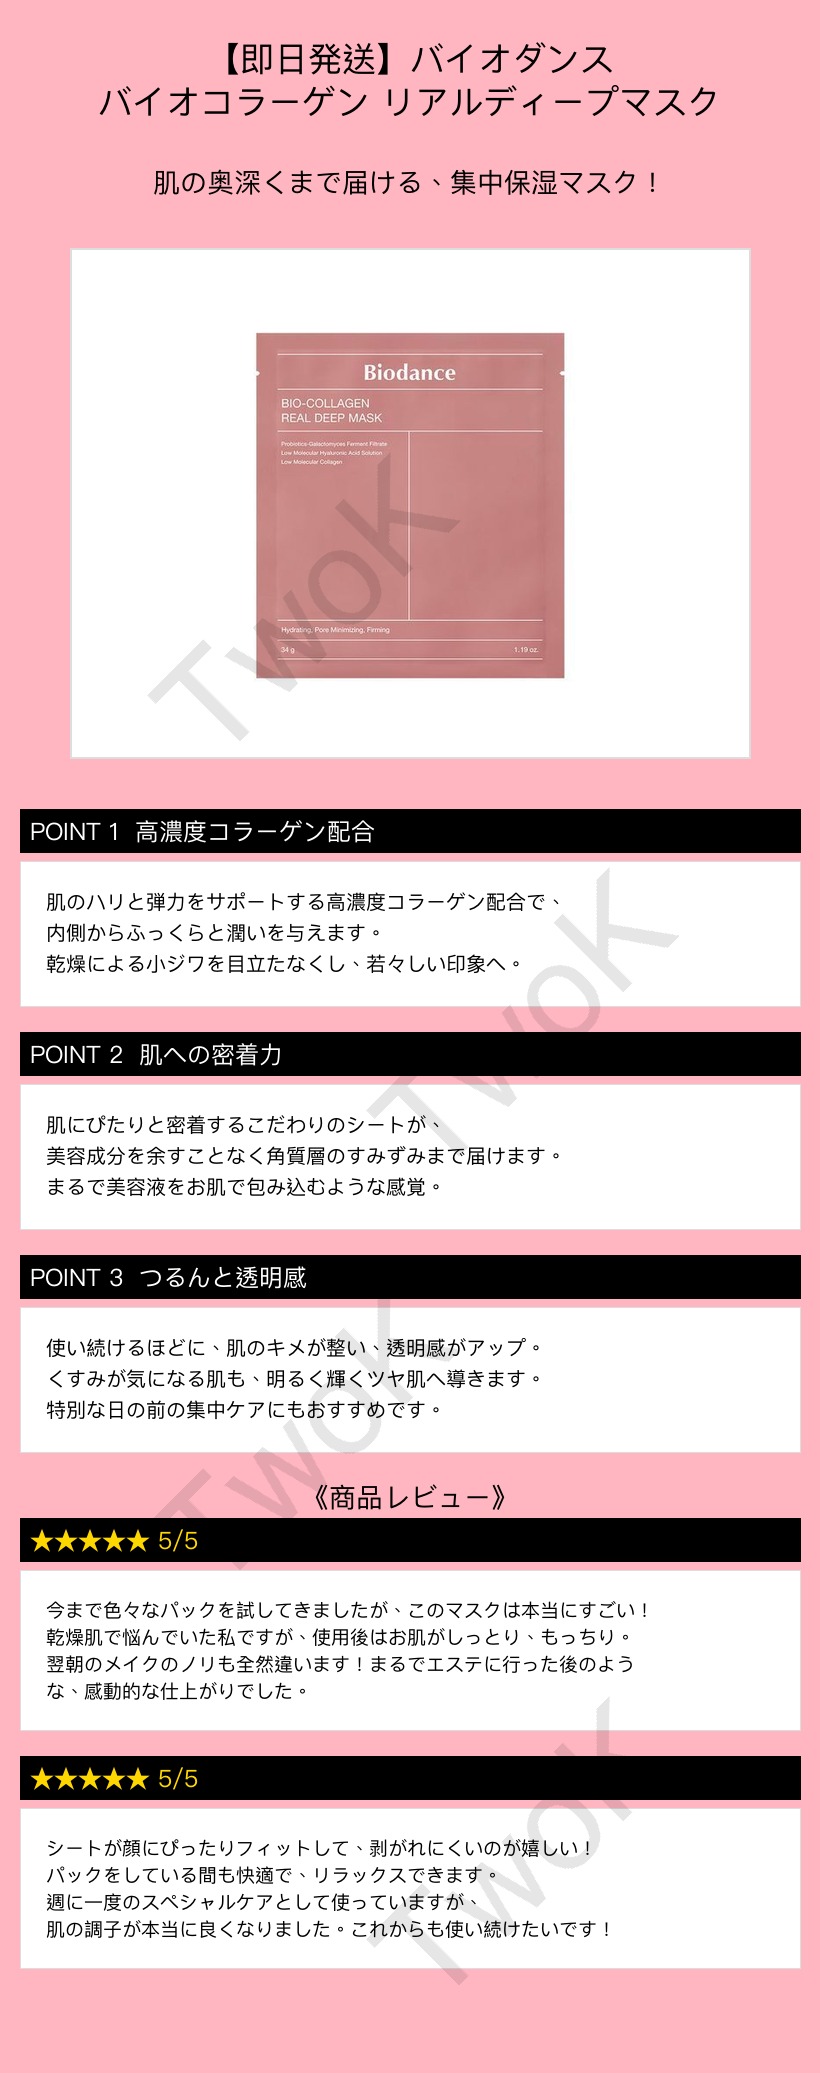 【即日発送】バイオダンス
バイオコラーゲン リアルディープマスク
肌の奥深くまで届ける、集中保湿マスク！
Biodance
BIO-COLLAGEN
REAL DEEP MASK
Probiotics-Galactomyces Ferment Filtrate
Low Molecular Hyaluronic Acid Solution
Low Molecular Collagen
Hydrating, Pore Minimizing, Firming
34 g 1.19 oz.
TwoK
POINT 1 高濃度コラーゲン配合
肌のハリと弾力をサポートする高濃度コラーゲン配合で、
内側からふっくらと潤いを与えます。
乾燥による小ジワを目立たなくし、若々しい印象へ。
TwoK
POINT 2 肌への密着力
肌にぴたりと密着するこだわりのシートが、
美容成分を余すことなく角質層のすみずみまで届けます。
まるで美容液をお肌で包み込むような感覚。
POINT 3 つるんと透明感
使い続けるほどに、肌のキメが整い、透明感がアップ。
くすみが気になる肌も、明るく輝くツヤ肌へ導きます。
特別な日の前の集中ケアにもおすすめです。
TwoK
《商品レビュー》
★★★★★ 5/5
今まで色々なパックを試してきましたが、このマスクは本当にすごい！
乾燥肌で悩んでいた私ですが、使用後はお肌がしっとり、もっちり。
翌朝のメイクのノリも全然違います！まるでエステに行った後のよう
な、感動的な仕上がりでした。
★★★★★ 5/5
シートが顔にぴったりフィットして、剥がれにくいのが嬉しい！
パックをしている間も快適で、リラックスできます。
週に一度のスペシャルケアとして使っていますが、
肌の調子が本当に良くなりました。これからも使い続けたいです！
TwoK